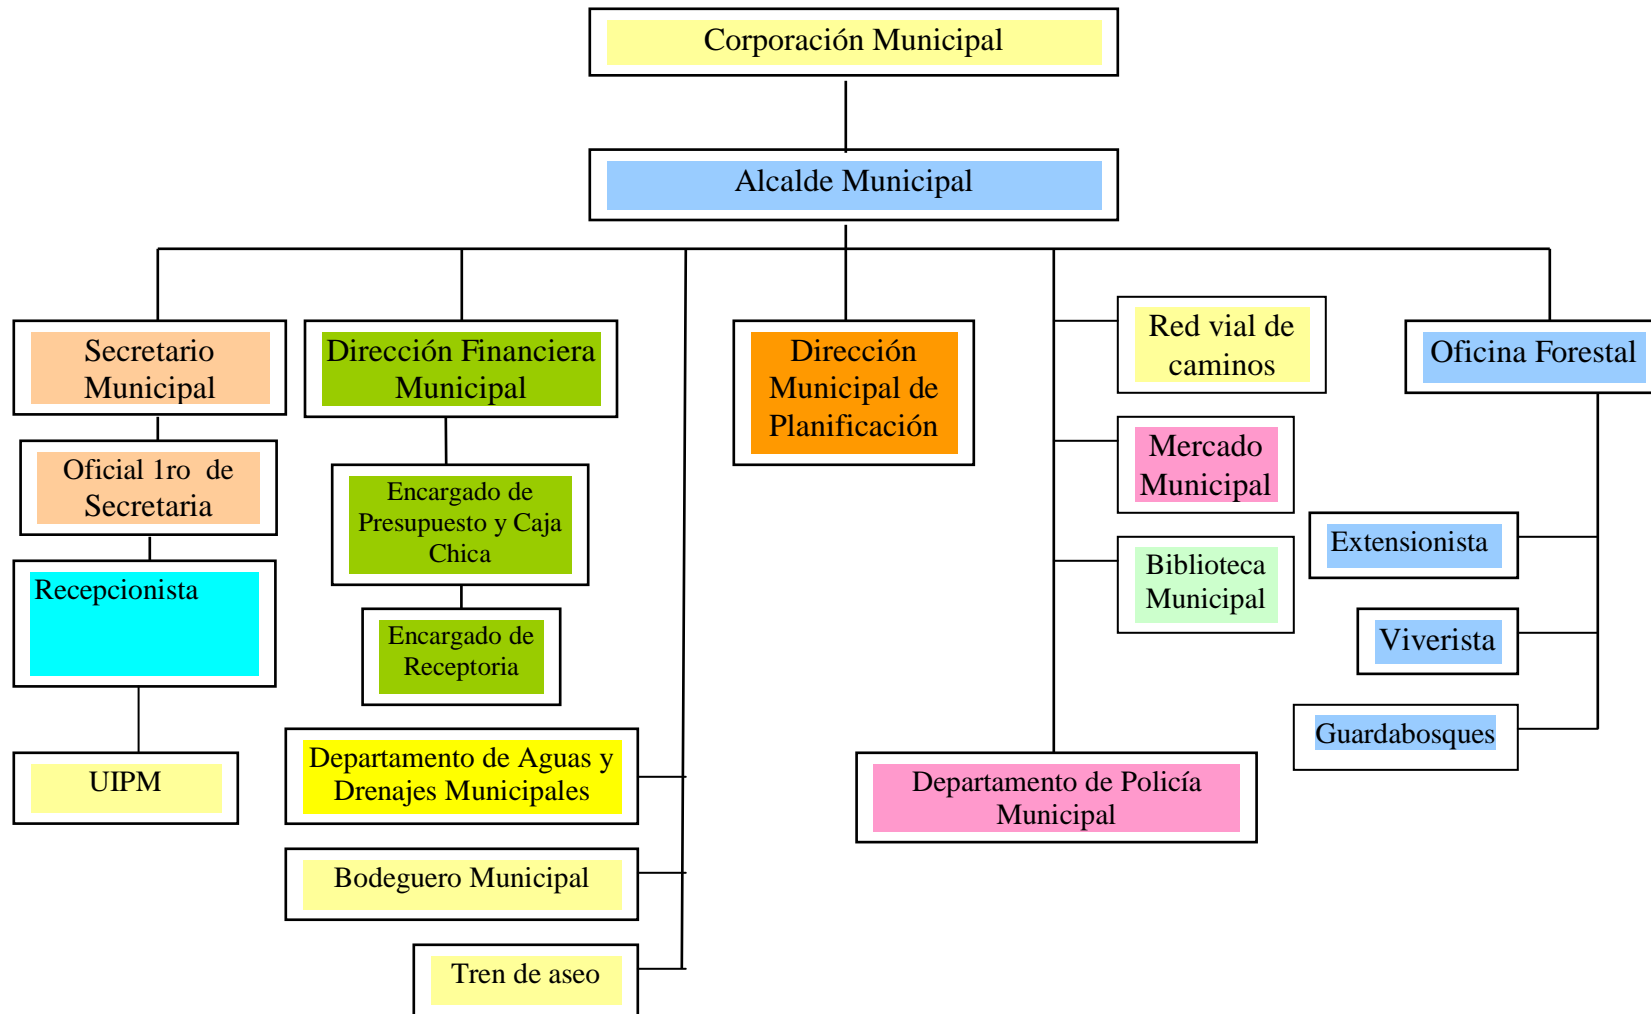 Corporación Municipal
Alcalde Municipal
Secretario
Municipal
Dirección Financiera
Municipal
Dirección
Municipal de
Planificación
Red vial de
caminos
Oficina Forestal
Oficial 1ro de
Secretaria
Encargado de
Presupuesto y Caja
Chica
Mercado
Municipal
Extensionista
Recepcionista
Biblioteca
Municipal
Encargado de
Receptoria
Viverista
Guardabosques
UIPM
Departamento de Aguas y
Drenajes Municipales
Departamento de Policía
Municipal
Bodeguero Municipal
Tren de aseo